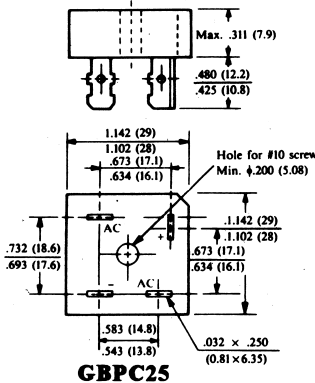 Max. .311 (7.9)
.480 (12.2)
.425 (10.8)
1.142 (29)
1.102 (28)
.673 (17.1)
.634 (16.1)
Hole for #10 screw
Min. ϕ.200 (5.08)
AC
+
1.142 (29)
1.102 (28)
.732 (18.6)
.693 (17.6)
.673 (17.1)
.634 (16.1)
- AC
.583 (14.8)
.543 (13.8)
.032 × .250
(0.81×6.35)
GBPC25